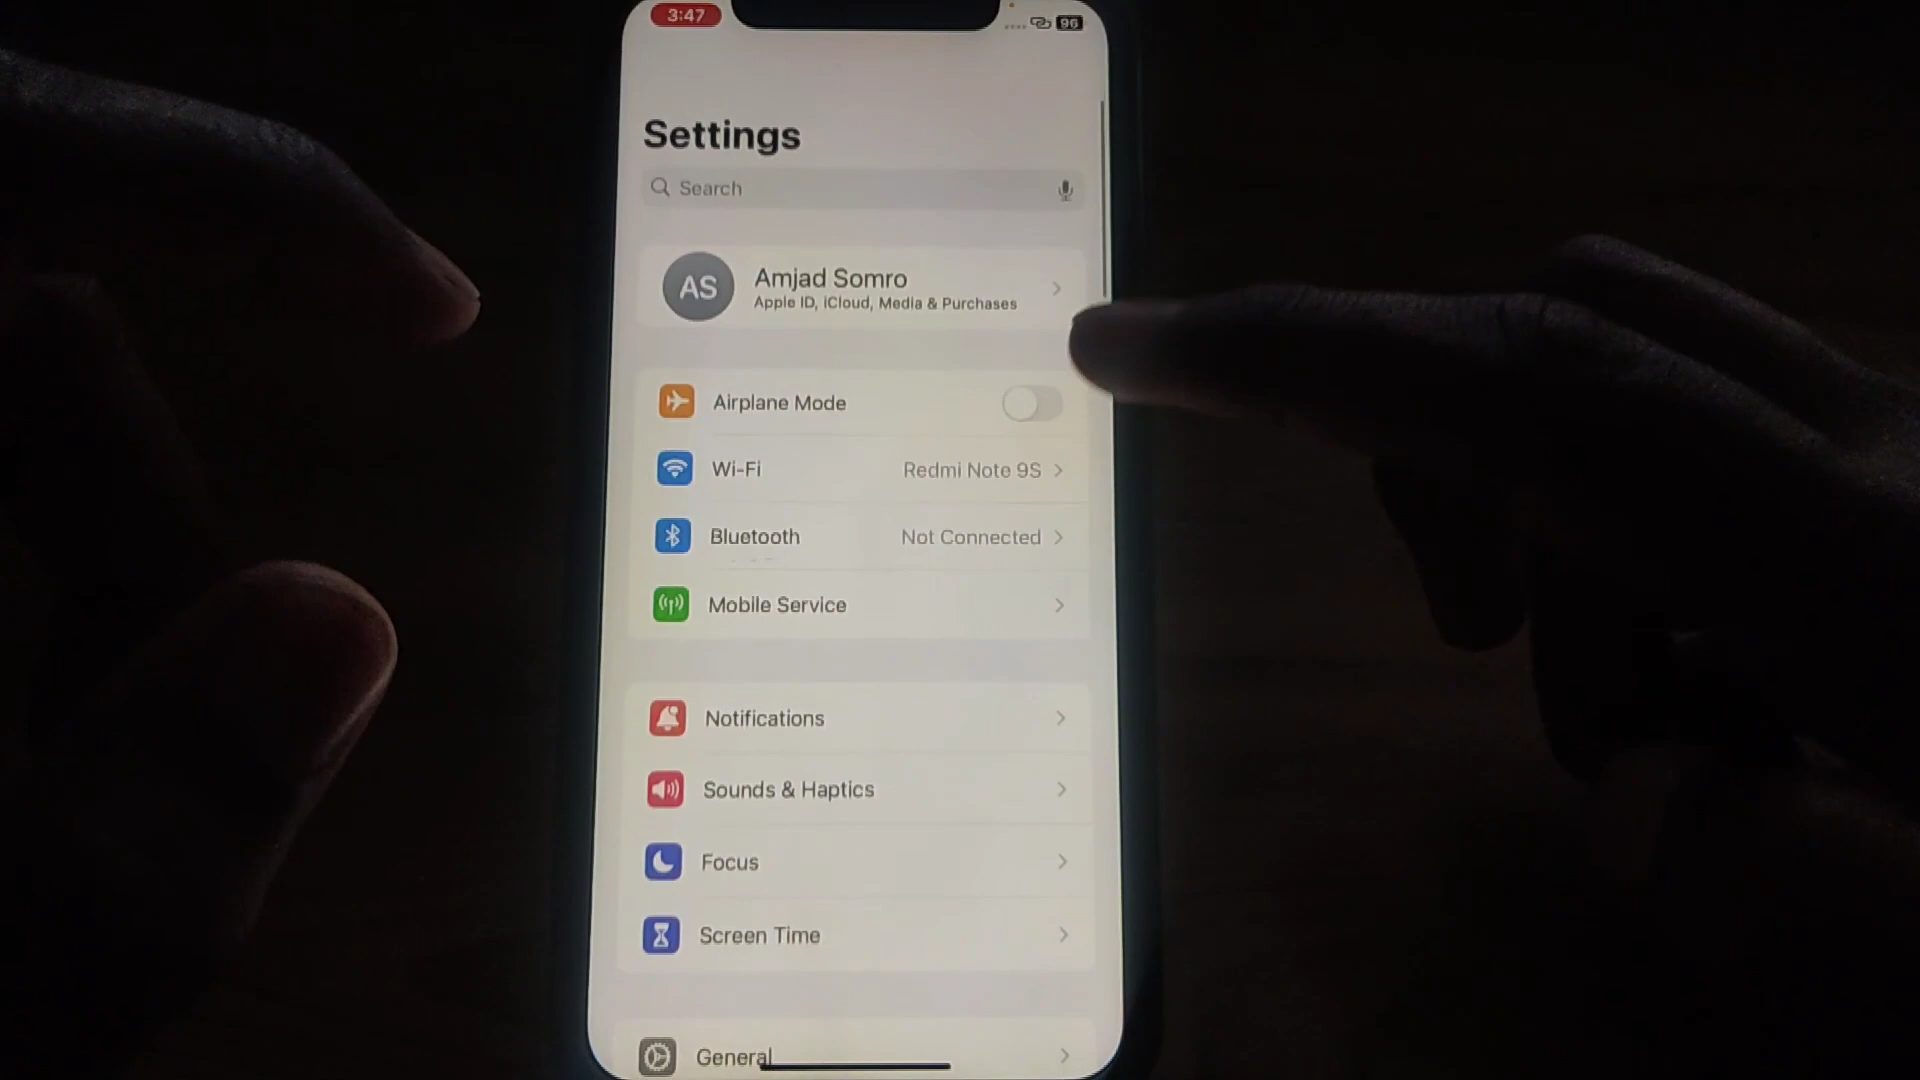 3:47
96
Settings
Search
AS
Amjad Somro
Apple ID, iCloud, Media & Purchases
Airplane Mode
Wi-Fi
Redmi Note 9S
Bluetooth
Not Connected
Mobile Service
Notifications
Sounds & Haptics
Focus
Screen Time
General